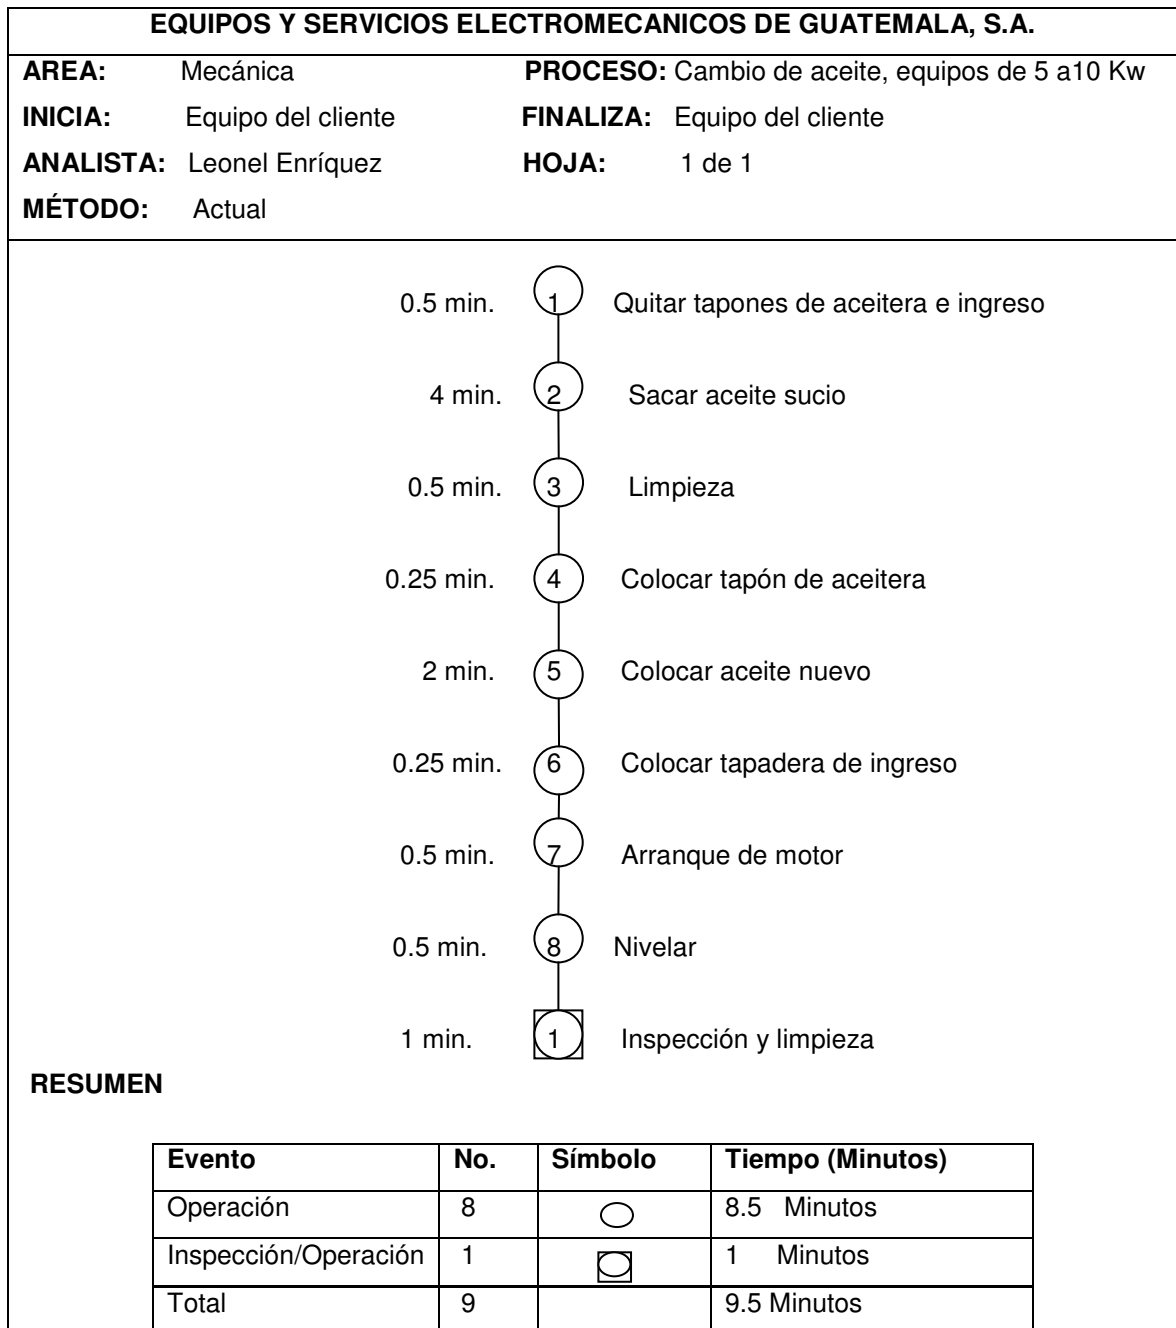 EQUIPOS Y SERVICIOS ELECTROMECANICOS DE GUATEMALA, S.A.
AREA: Mecánica PROCESO: Cambio de aceite, equipos de 5 a10 Kw
INICIA: Equipo del cliente FINALIZA: Equipo del cliente
ANALISTA: Leonel Enríquez HOJA: 1 de 1
MÉTODO: Actual
0.5 min. 1 Quitar tapones de aceitera e ingreso
4 min. 2 Sacar aceite sucio
0.5 min. 3 Limpieza
0.25 min. 4 Colocar tapón de aceitera
2 min. 5 Colocar aceite nuevo
0.25 min. 6 Colocar tapadera de ingreso
0.5 min. 7 Arranque de motor
0.5 min. 8 Nivelar
1 min. 1 Inspección y limpieza
RESUMEN
Evento No. Símbolo Tiempo (Minutos)
Operación 8 8.5 Minutos
Inspección/Operación 1 1 Minutos
Total 9 9.5 Minutos